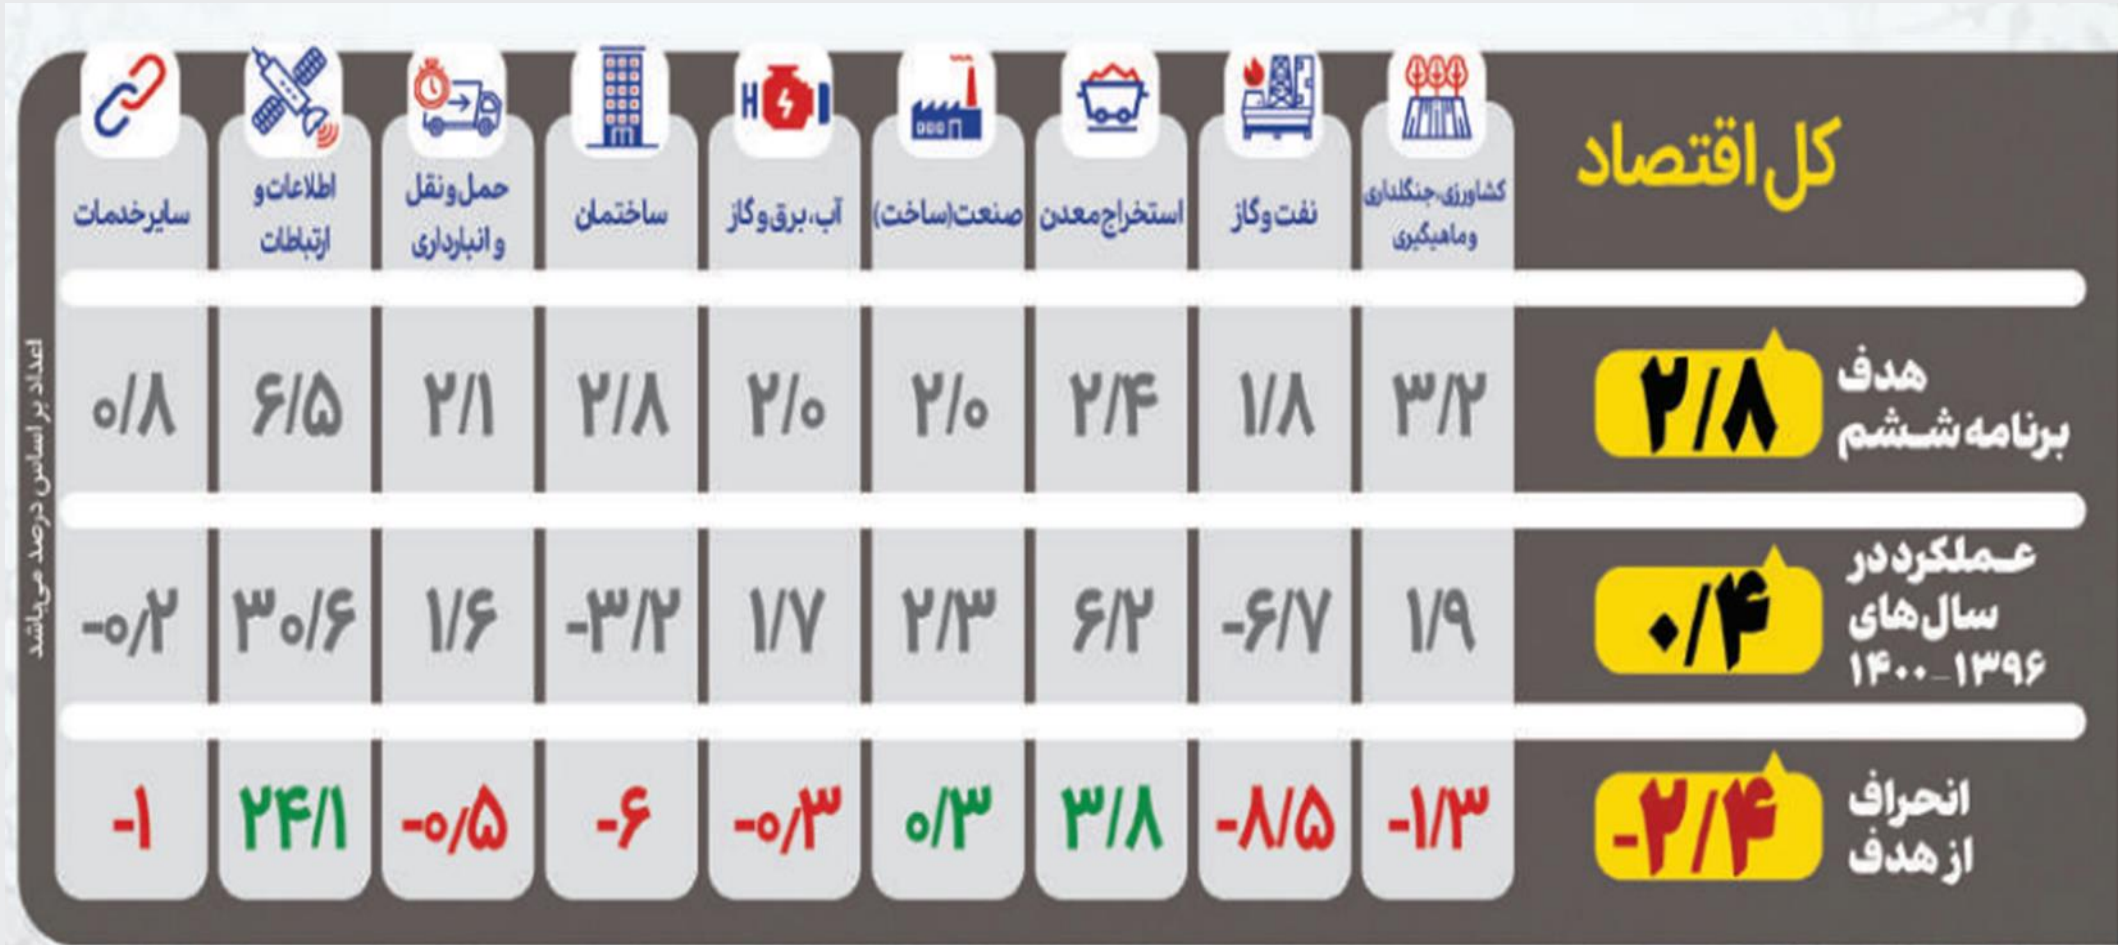 کل اقتصاد
کشاورزی،جنگلداری
و ماهیگیری
نفت و گاز
استخراج معدن
صنعت(ساخت)
آب، برق و گاز
ساختمان
حمل و نقل
و انبارداری
اطلاعات و
ارتباطات
سایر خدمات
هدف
برنامه ششم
۲/۸
۳/۲
۱/۸
۲/۴
۲/۰
۲/۰
۲/۸
۲/۱
۶/۵
۰/۸
عملکرد در
سال‌های
۱۳۹۶-۱۴۰۰
۰/۴
۱/۹
-۶/۷
۶/۲
۲/۳
۱/۷
-۳/۲
۱/۶
۳۰/۶
-۰/۲
انحراف
از هدف
-۲/۴
-۱/۳
-۸/۵
۳/۸
۰/۳
-۰/۳
-۶
-۰/۵
۲۴/۱
-۱
اعداد بر اساس درصد می‌باشد